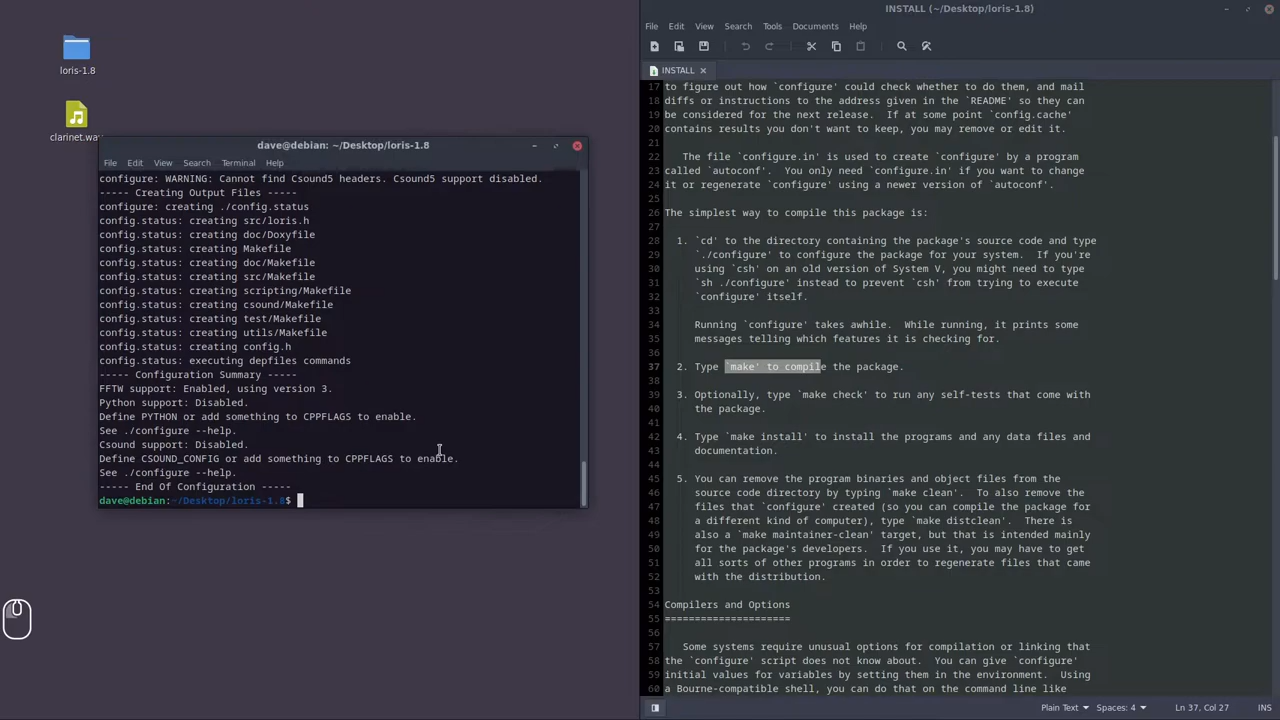 loris-1.8
clarinet.wav
dave@debian: ~/Desktop/loris-1.8
File Edit View Search Terminal Help
configure: WARNING: Cannot find Csound5 headers. Csound5 support disabled.
----- Creating Output Files -----
configure: creating ./config.status
config.status: creating src/loris.h
config.status: creating doc/Doxyfile
config.status: creating Makefile
config.status: creating doc/Makefile
config.status: creating src/Makefile
config.status: creating scripting/Makefile
config.status: creating csound/Makefile
config.status: creating test/Makefile
config.status: creating utils/Makefile
config.status: creating config.h
config.status: executing depfiles commands
----- Configuration Summary -----
FFTW support: Enabled, using version 3.
Python support: Disabled.
Define PYTHON or add something to CPPFLAGS to enable.
See ./configure --help.
Csound support: Disabled.
Define CSOUND_CONFIG or add something to CPPFLAGS to enable.
See ./configure --help.
----- End Of Configuration -----
dave@debian:~/Desktop/loris-1.8$
INSTALL (~/Desktop/loris-1.8)
File Edit View Search Tools Documents Help
INSTALL
17 to figure out how `configure' could check whether to do them, and mail
18 diffs or instructions to the address given in the `README' so they can
19 be considered for the next release. If at some point `config.cache'
20 contains results you don't want to keep, you may remove or edit it.
21
22 The file `configure.in' is used to create `configure' by a program
23 called `autoconf'. You only need `configure.in' if you want to change
24 it or regenerate `configure' using a newer version of `autoconf'.
25
26 The simplest way to compile this package is:
27
28 1. `cd' to the directory containing the package's source code and type
29 `./configure' to configure the package for your system. If you're
30 using `csh' on an old version of System V, you might need to type
31 `sh ./configure' instead to prevent `csh' from trying to execute
32 `configure' itself.
33
34 Running `configure' takes awhile. While running, it prints some
35 messages telling which features it is checking for.
36
37 2. Type `make' to compile the package.
38
39 3. Optionally, type `make check' to run any self-tests that come with
40 the package.
41
42 4. Type `make install' to install the programs and any data files and
43 documentation.
44
45 5. You can remove the program binaries and object files from the
46 source code directory by typing `make clean'. To also remove the
47 files that `configure' created (so you can compile the package for
48 a different kind of computer), type `make distclean'. There is
49 also a `make maintainer-clean' target, but that is intended mainly
50 for the package's developers. If you use it, you may have to get
51 all sorts of other programs in order to regenerate files that came
52 with the distribution.
53
54 Compilers and Options
55 =====================
56
57 Some systems require unusual options for compilation or linking that
58 the `configure' script does not know about. You can give `configure'
59 initial values for variables by setting them in the environment. Using
60 a Bourne-compatible shell, you can do that on the command line like
Plain Text Spaces: 4 Ln 37, Col 27 INS